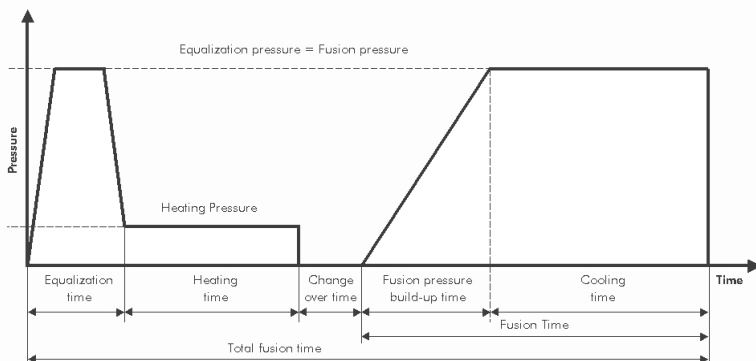 Equalization pressure = Fusion pressure
Pressure
Heating Pressure
Equalization
time
Heating
time
Change
over time
Fusion pressure
build-up time
Cooling
time
Time
Fusion Time
Total fusion time